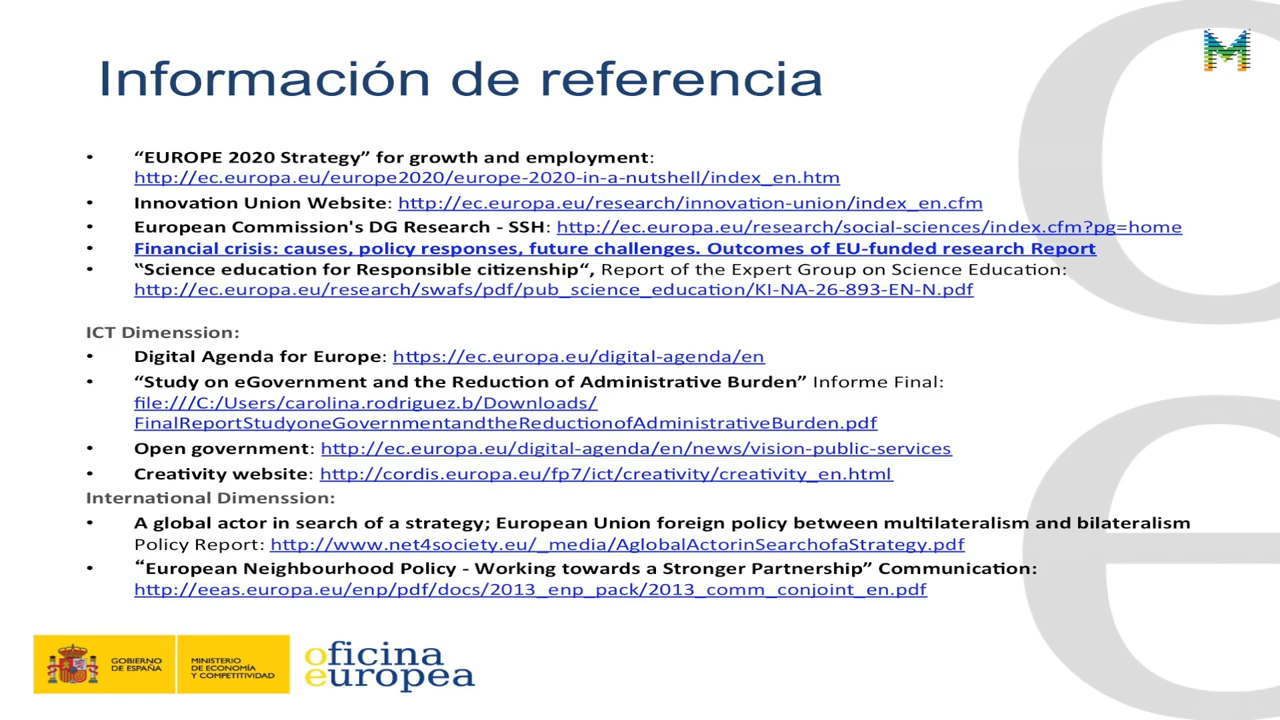 Información de referencia
• “EUROPE 2020 Strategy” for growth and employment:
http://ec.europa.eu/europe2020/europe-2020-in-a-nutshell/index_en.htm
• Innovation Union Website: http://ec.europa.eu/research/innovation-union/index_en.cfm
• European Commission's DG Research - SSH: http://ec.europa.eu/research/social-sciences/index.cfm?pg=home
• Financial crisis: causes, policy responses, future challenges. Outcomes of EU-funded research Report
• “Science education for Responsible citizenship“, Report of the Expert Group on Science Education:
http://ec.europa.eu/research/swafs/pdf/pub_science_education/KI-NA-26-893-EN-N.pdf
ICT Dimenssion:
• Digital Agenda for Europe: https://ec.europa.eu/digital-agenda/en
• “Study on eGovernment and the Reduction of Administrative Burden” Informe Final:
file:///C:/Users/carolina.rodriguez.b/Downloads/
FinalReportStudyoneGovernmentandtheReductionofAdministrativeBurden.pdf
• Open government: http://ec.europa.eu/digital-agenda/en/news/vision-public-services
• Creativity website: http://cordis.europa.eu/fp7/ict/creativity/creativity_en.html
International Dimenssion:
• A global actor in search of a strategy; European Union foreign policy between multilateralism and bilateralism
Policy Report: http://www.net4society.eu/_media/AglobalActorinSearchofaStrategy.pdf
• “European Neighbourhood Policy - Working towards a Stronger Partnership” Communication:
http://eeas.europa.eu/enp/pdf/docs/2013_enp_pack/2013_comm_conjoint_en.pdf
GOBIERNO
DE ESPAÑA
MINISTERIO
DE ECONOMÍA
Y COMPETITIVIDAD
oficina
europea
M
o
e